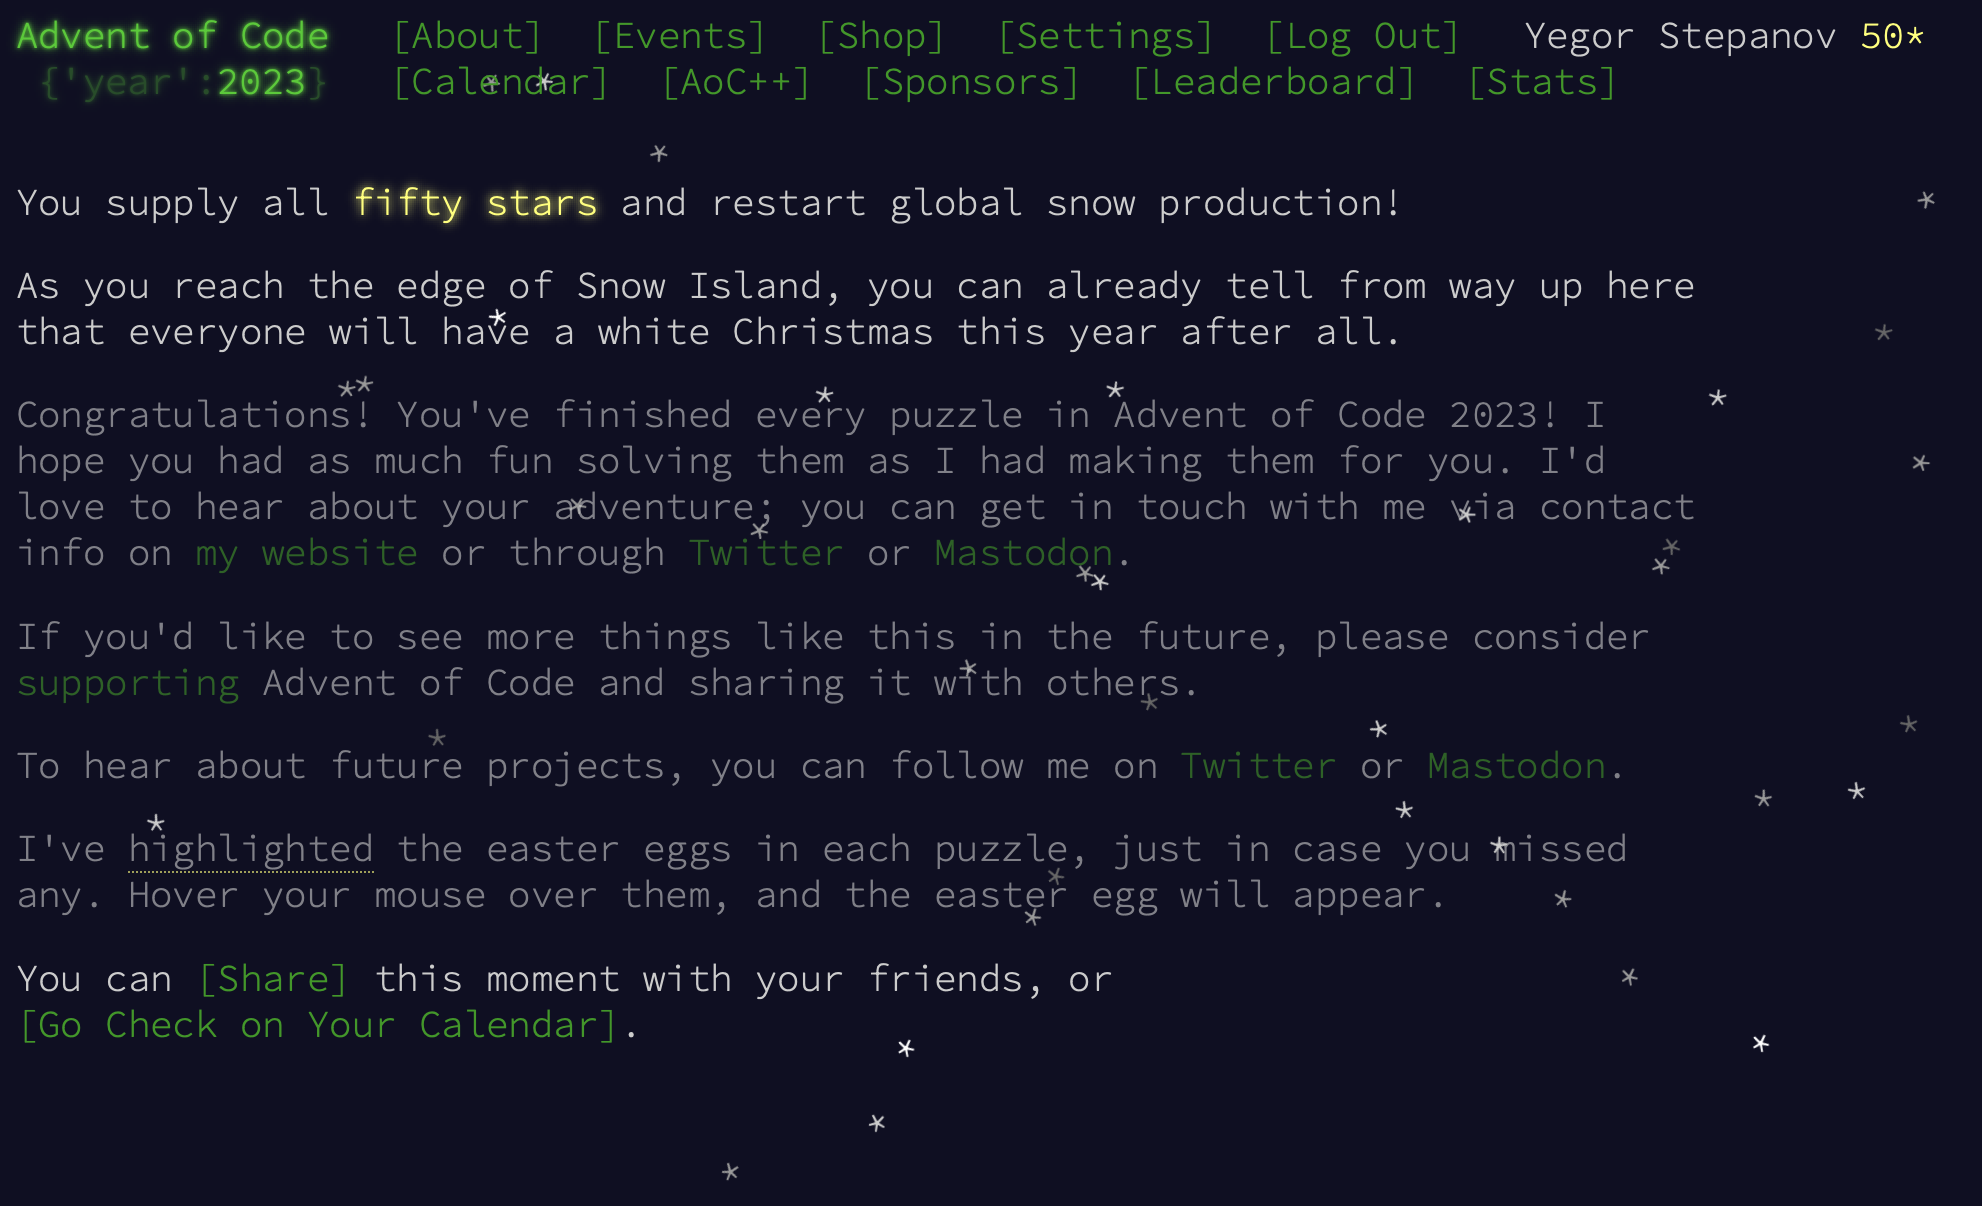 Advent of Code [About] [Events] [Shop] [Settings] [Log Out] Yegor Stepanov 50*
{'year':2023} [Calendar] [AoC++] [Sponsors] [Leaderboard] [Stats]
You supply all fifty stars and restart global snow production!
As you reach the edge of Snow Island, you can already tell from way up here
that everyone will have a white Christmas this year after all.
Congratulations! You've finished every puzzle in Advent of Code 2023! I
hope you had as much fun solving them as I had making them for you. I'd
love to hear about your adventure; you can get in touch with me via contact
info on my website or through Twitter or Mastodon.
If you'd like to see more things like this in the future, please consider
supporting Advent of Code and sharing it with others.
To hear about future projects, you can follow me on Twitter or Mastodon.
I've highlighted the easter eggs in each puzzle, just in case you missed
any. Hover your mouse over them, and the easter egg will appear.
You can [Share] this moment with your friends, or
[Go Check on Your Calendar].